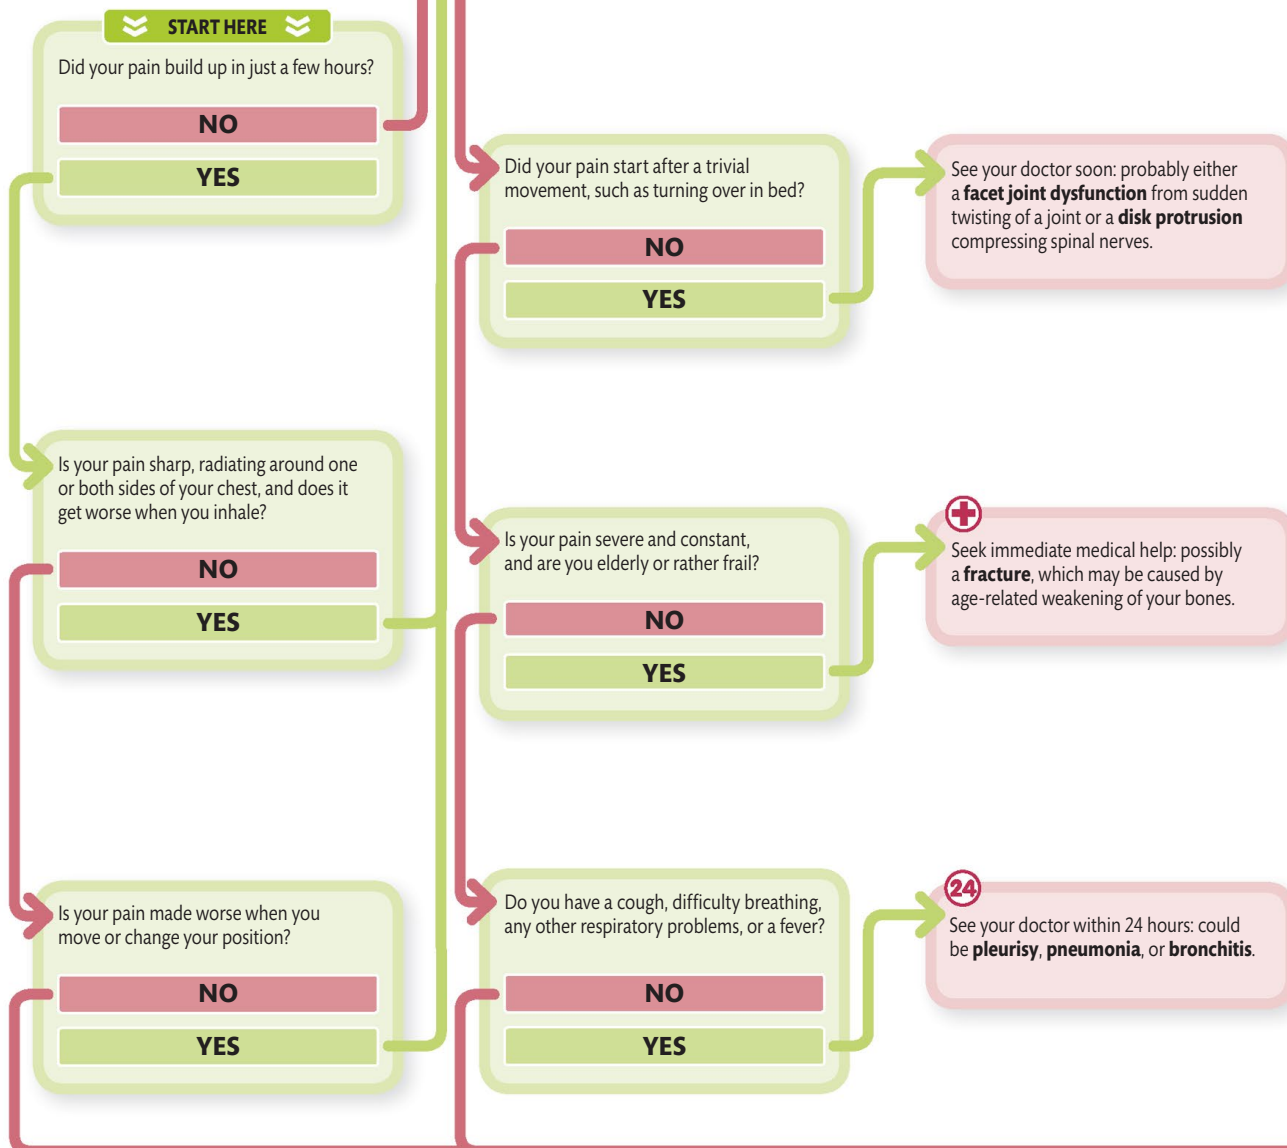 START HERE
Did your pain build up in just a few hours?
NO
YES
Is your pain sharp, radiating around one
or both sides of your chest, and does it
get worse when you inhale?
NO
YES
Is your pain made worse when you
move or change your position?
NO
YES
Did your pain start after a trivial
movement, such as turning over in bed?
NO
YES
See your doctor soon: probably either
a facet joint dysfunction from sudden
twisting of a joint or a disk protrusion
compressing spinal nerves.
Is your pain severe and constant,
and are you elderly or rather frail?
NO
YES
Seek immediate medical help: possibly
a fracture, which may be caused by
age-related weakening of your bones.
Do you have a cough, difficulty breathing,
any other respiratory problems, or a fever?
NO
YES
24
See your doctor within 24 hours: could
be pleurisy, pneumonia, or bronchitis.